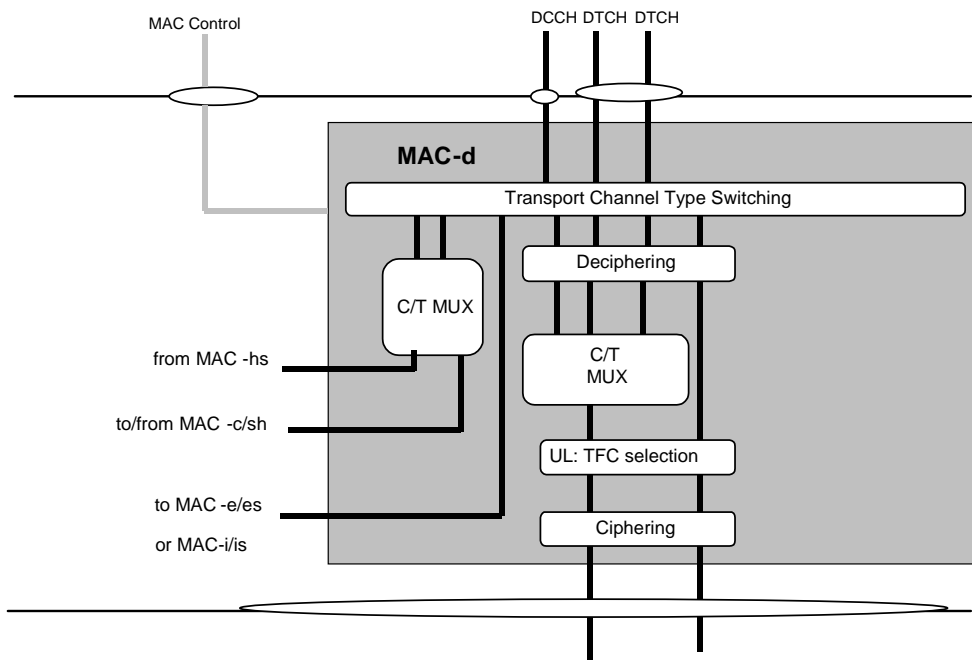 MAC Control
DCCH DTCH DTCH
MAC-d
Transport Channel Type Switching
Deciphering
C/T MUX
from MAC -hs
C/T
MUX
to/from MAC -c/sh
UL: TFC selection
to MAC -e/es
or MAC-i/is
Ciphering